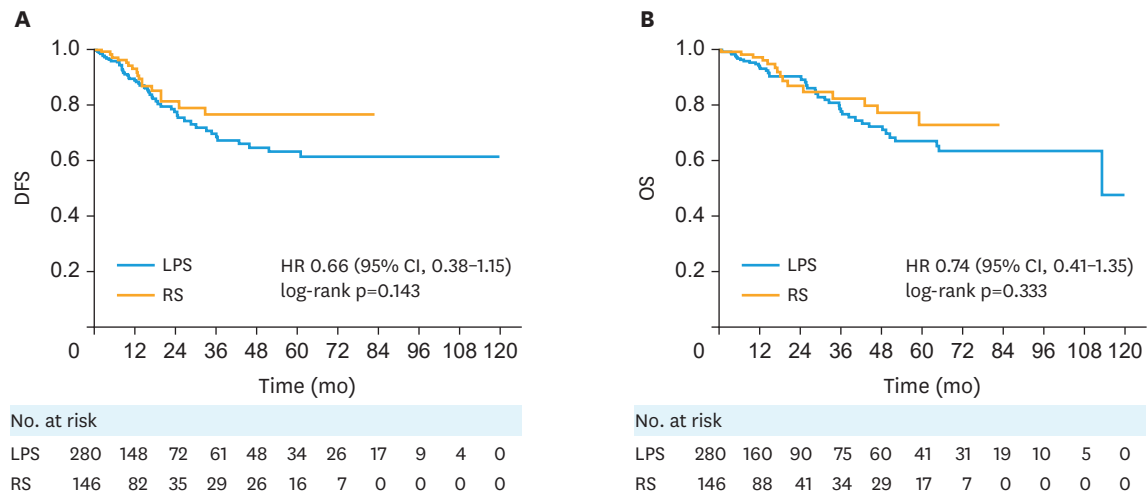 A
1.0
0.8
0.6
0.4
0.2
0
DFS
LPS
RS
HR 0.66 (95% CI, 0.38–1.15)
log-rank p=0.143
12 24 36 48 60 72 84 96 108 120
Time (mo)
No. at risk
LPS 280 148 72 61 48 34 26 17 9 4 0
RS 146 82 35 29 26 16 7 0 0 0 0
B
1.0
0.8
0.6
0.4
0.2
0
OS
LPS
RS
HR 0.74 (95% CI, 0.41–1.35)
log-rank p=0.333
12 24 36 48 60 72 84 96 108 120
Time (mo)
No. at risk
LPS 280 160 90 75 60 41 31 19 10 5 0
RS 146 88 41 34 29 17 7 0 0 0 0